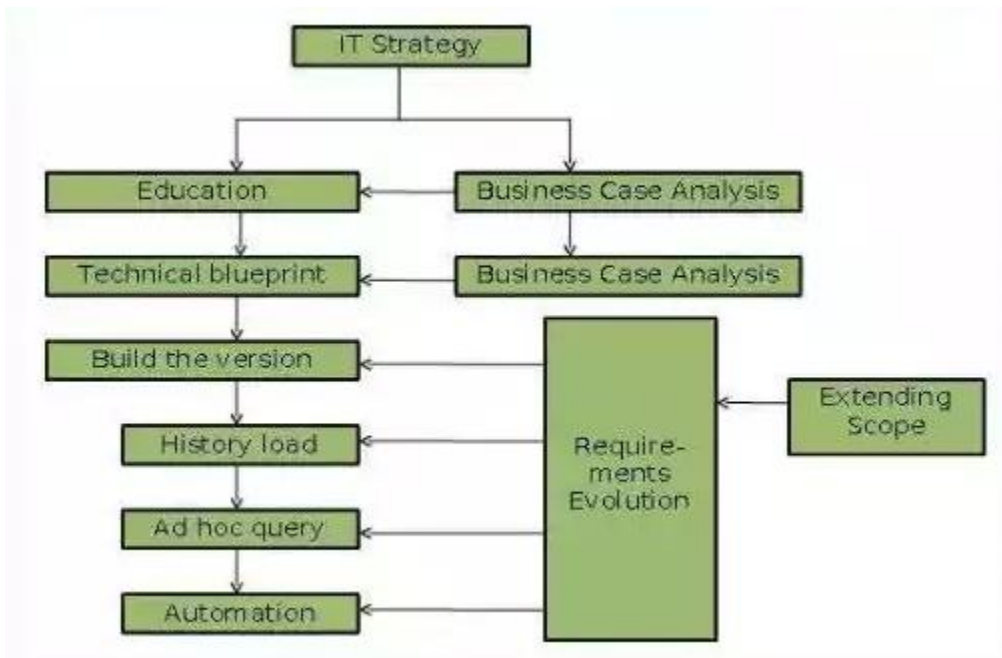 IT Strategy
Education
Business Case Analysis
Technical blueprint
Business Case Analysis
Build the version
Extending
Scope
History load
Require-
ments
Evolution
Ad hoc query
Automation